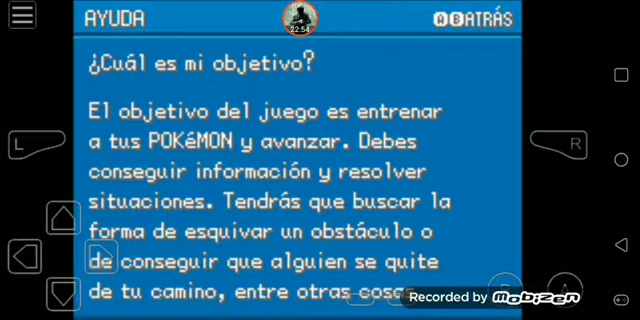 AYUDA
22:54
ⒶⒷATRÁS
¿Cuál es mi objetivo?
El objetivo del juego es entrenar
a tus POKéMON y avanzar. Debes
conseguir información y resolver
situaciones. Tendrás que buscar la
forma de esquivar un obstáculo o
de conseguir que alguien se quite
de tu camino, entre otras cosas
L
R
B
A
Recorded by Mobizen